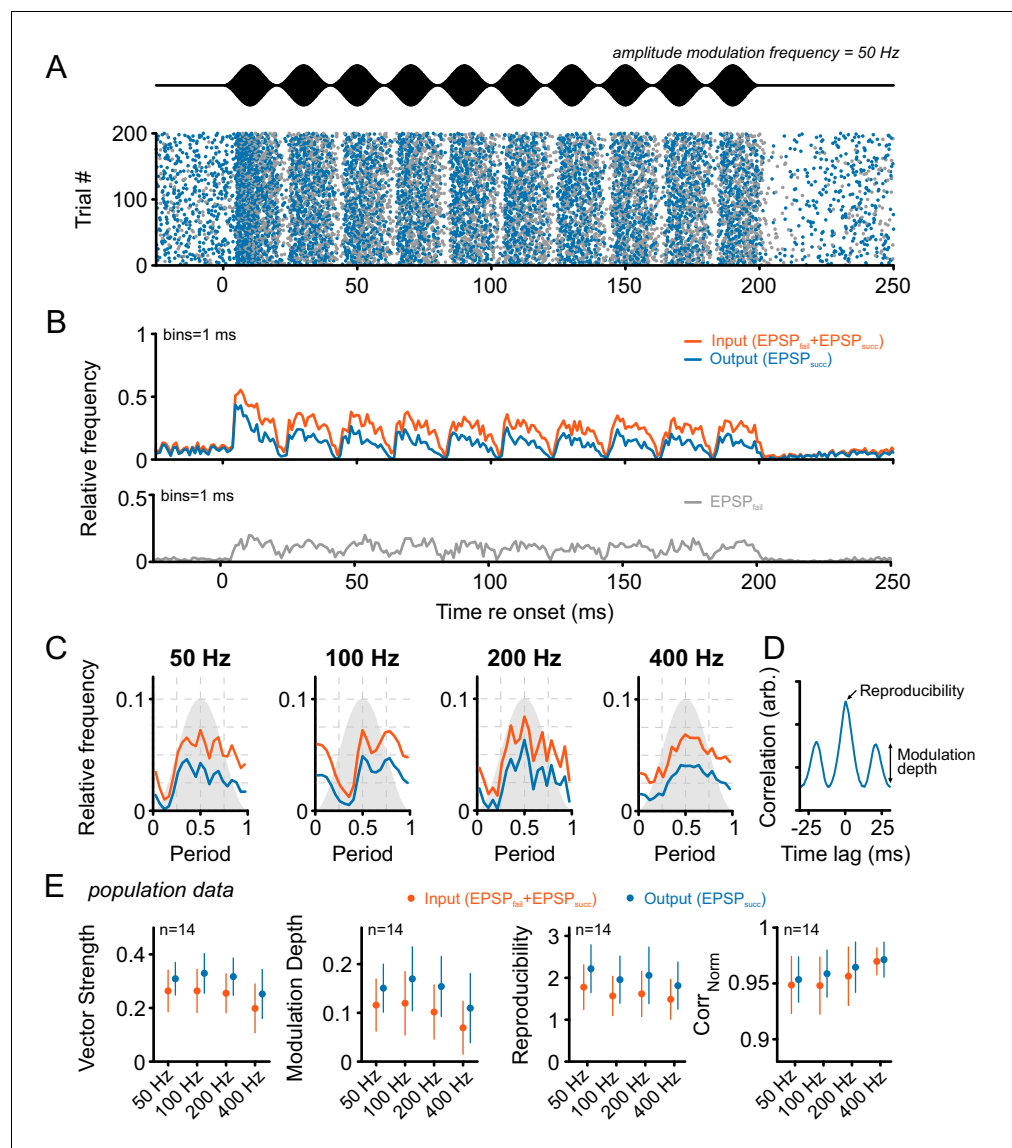 A
amplitude modulation frequency = 50 Hz
Trial #
200
100
0
0 50 100 150 200 250
B
Relative frequency
1
0.5
0
bins=1 ms
Input (EPSPfail+EPSPsucc)
Output (EPSPsucc)
0.5
0
bins=1 ms
EPSPfail
0 50 100 150 200 250
Time re onset (ms)
C
Relative frequency
50 Hz
100 Hz
200 Hz
400 Hz
0.1
0
0 0.5 1
Period
0.1
0
0 0.5 1
Period
0.1
0
0 0.5 1
Period
0.1
0
0 0.5 1
Period
D
Correlation (arb.)
Reproducibility
Modulation
depth
-25 0 25
Time lag (ms)
E
population data
Input (EPSPfail+EPSPsucc)
Output (EPSPsucc)
Vector Strength
n=14
0.4
0.2
0
50 Hz
100 Hz
200 Hz
400 Hz
Modulation Depth
n=14
0.2
0.1
0
50 Hz
100 Hz
200 Hz
400 Hz
Reproducibility
n=14
3
2
1
0
50 Hz
100 Hz
200 Hz
400 Hz
CorrNorm
n=14
1
0.95
0.9
50 Hz
100 Hz
200 Hz
400 Hz